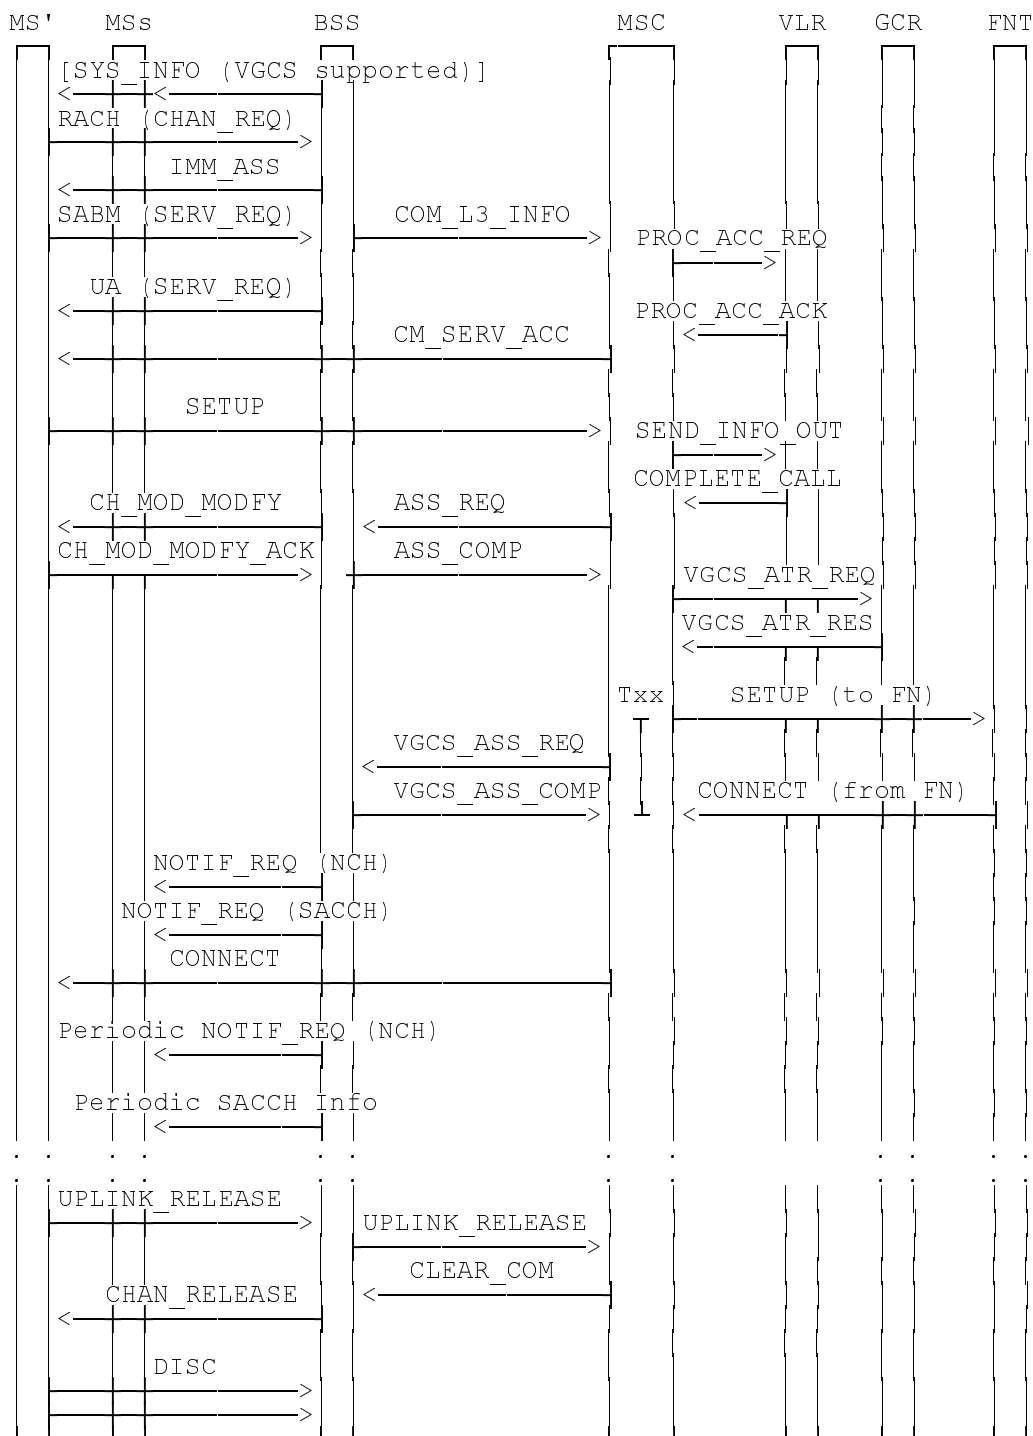 MS' MSs BSS MSC VLR GCR FNT
[SYS_INFO (VGCS supported)]
RACH (CHAN_REQ)
IMM_ASS
SABM (SERV_REQ) COM_L3_INFO
PROC_ACC_REQ
UA (SERV_REQ)
PROC_ACC_ACK
CM_SERV_ACC
SETUP
SEND_INFO_OUT
COMPLETE_CALL
CH_MOD_MODFY ASS_REQ
CH_MOD_MODFY_ACK ASS_COMP
VGCS_ATR_REQ
VGCS_ATR_RES
Txx SETUP (to FN)
VGCS_ASS_REQ
VGCS_ASS_COMP CONNECT (from FN)
NOTIF_REQ (NCH)
NOTIF_REQ (SACCH)
CONNECT
Periodic NOTIF_REQ (NCH)
Periodic SACCH Info
UPLINK_RELEASE
UPLINK_RELEASE
CLEAR_COM
CHAN_RELEASE
DISC